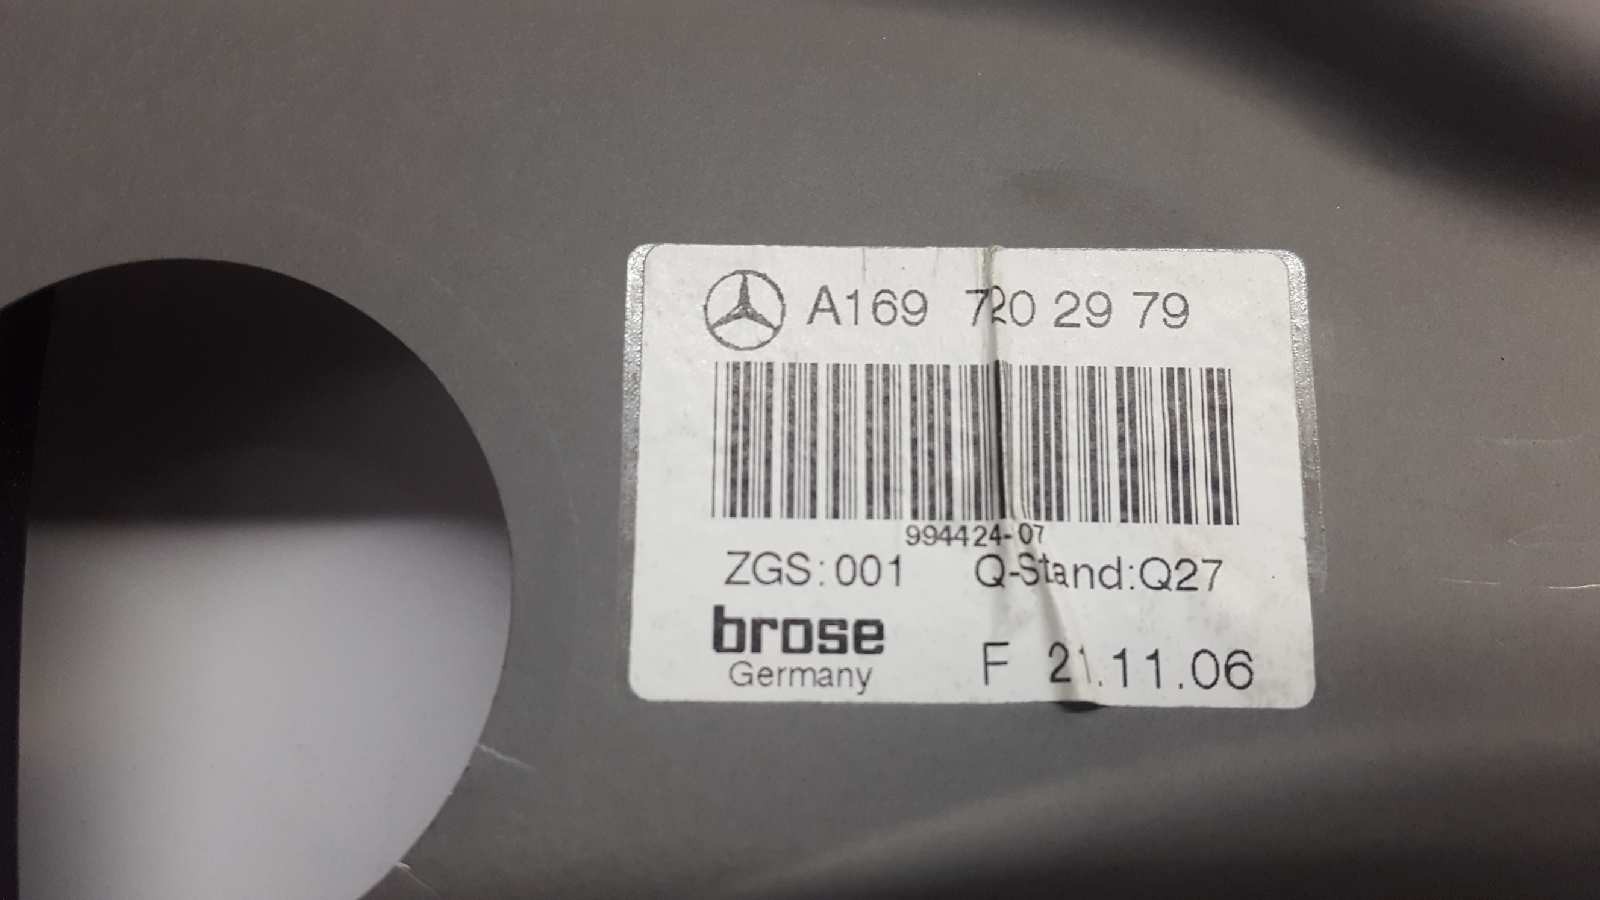 A169 720 29 79
994424-07
ZGS:001 Q-Stand:Q27
brose
Germany
F 21.11.06